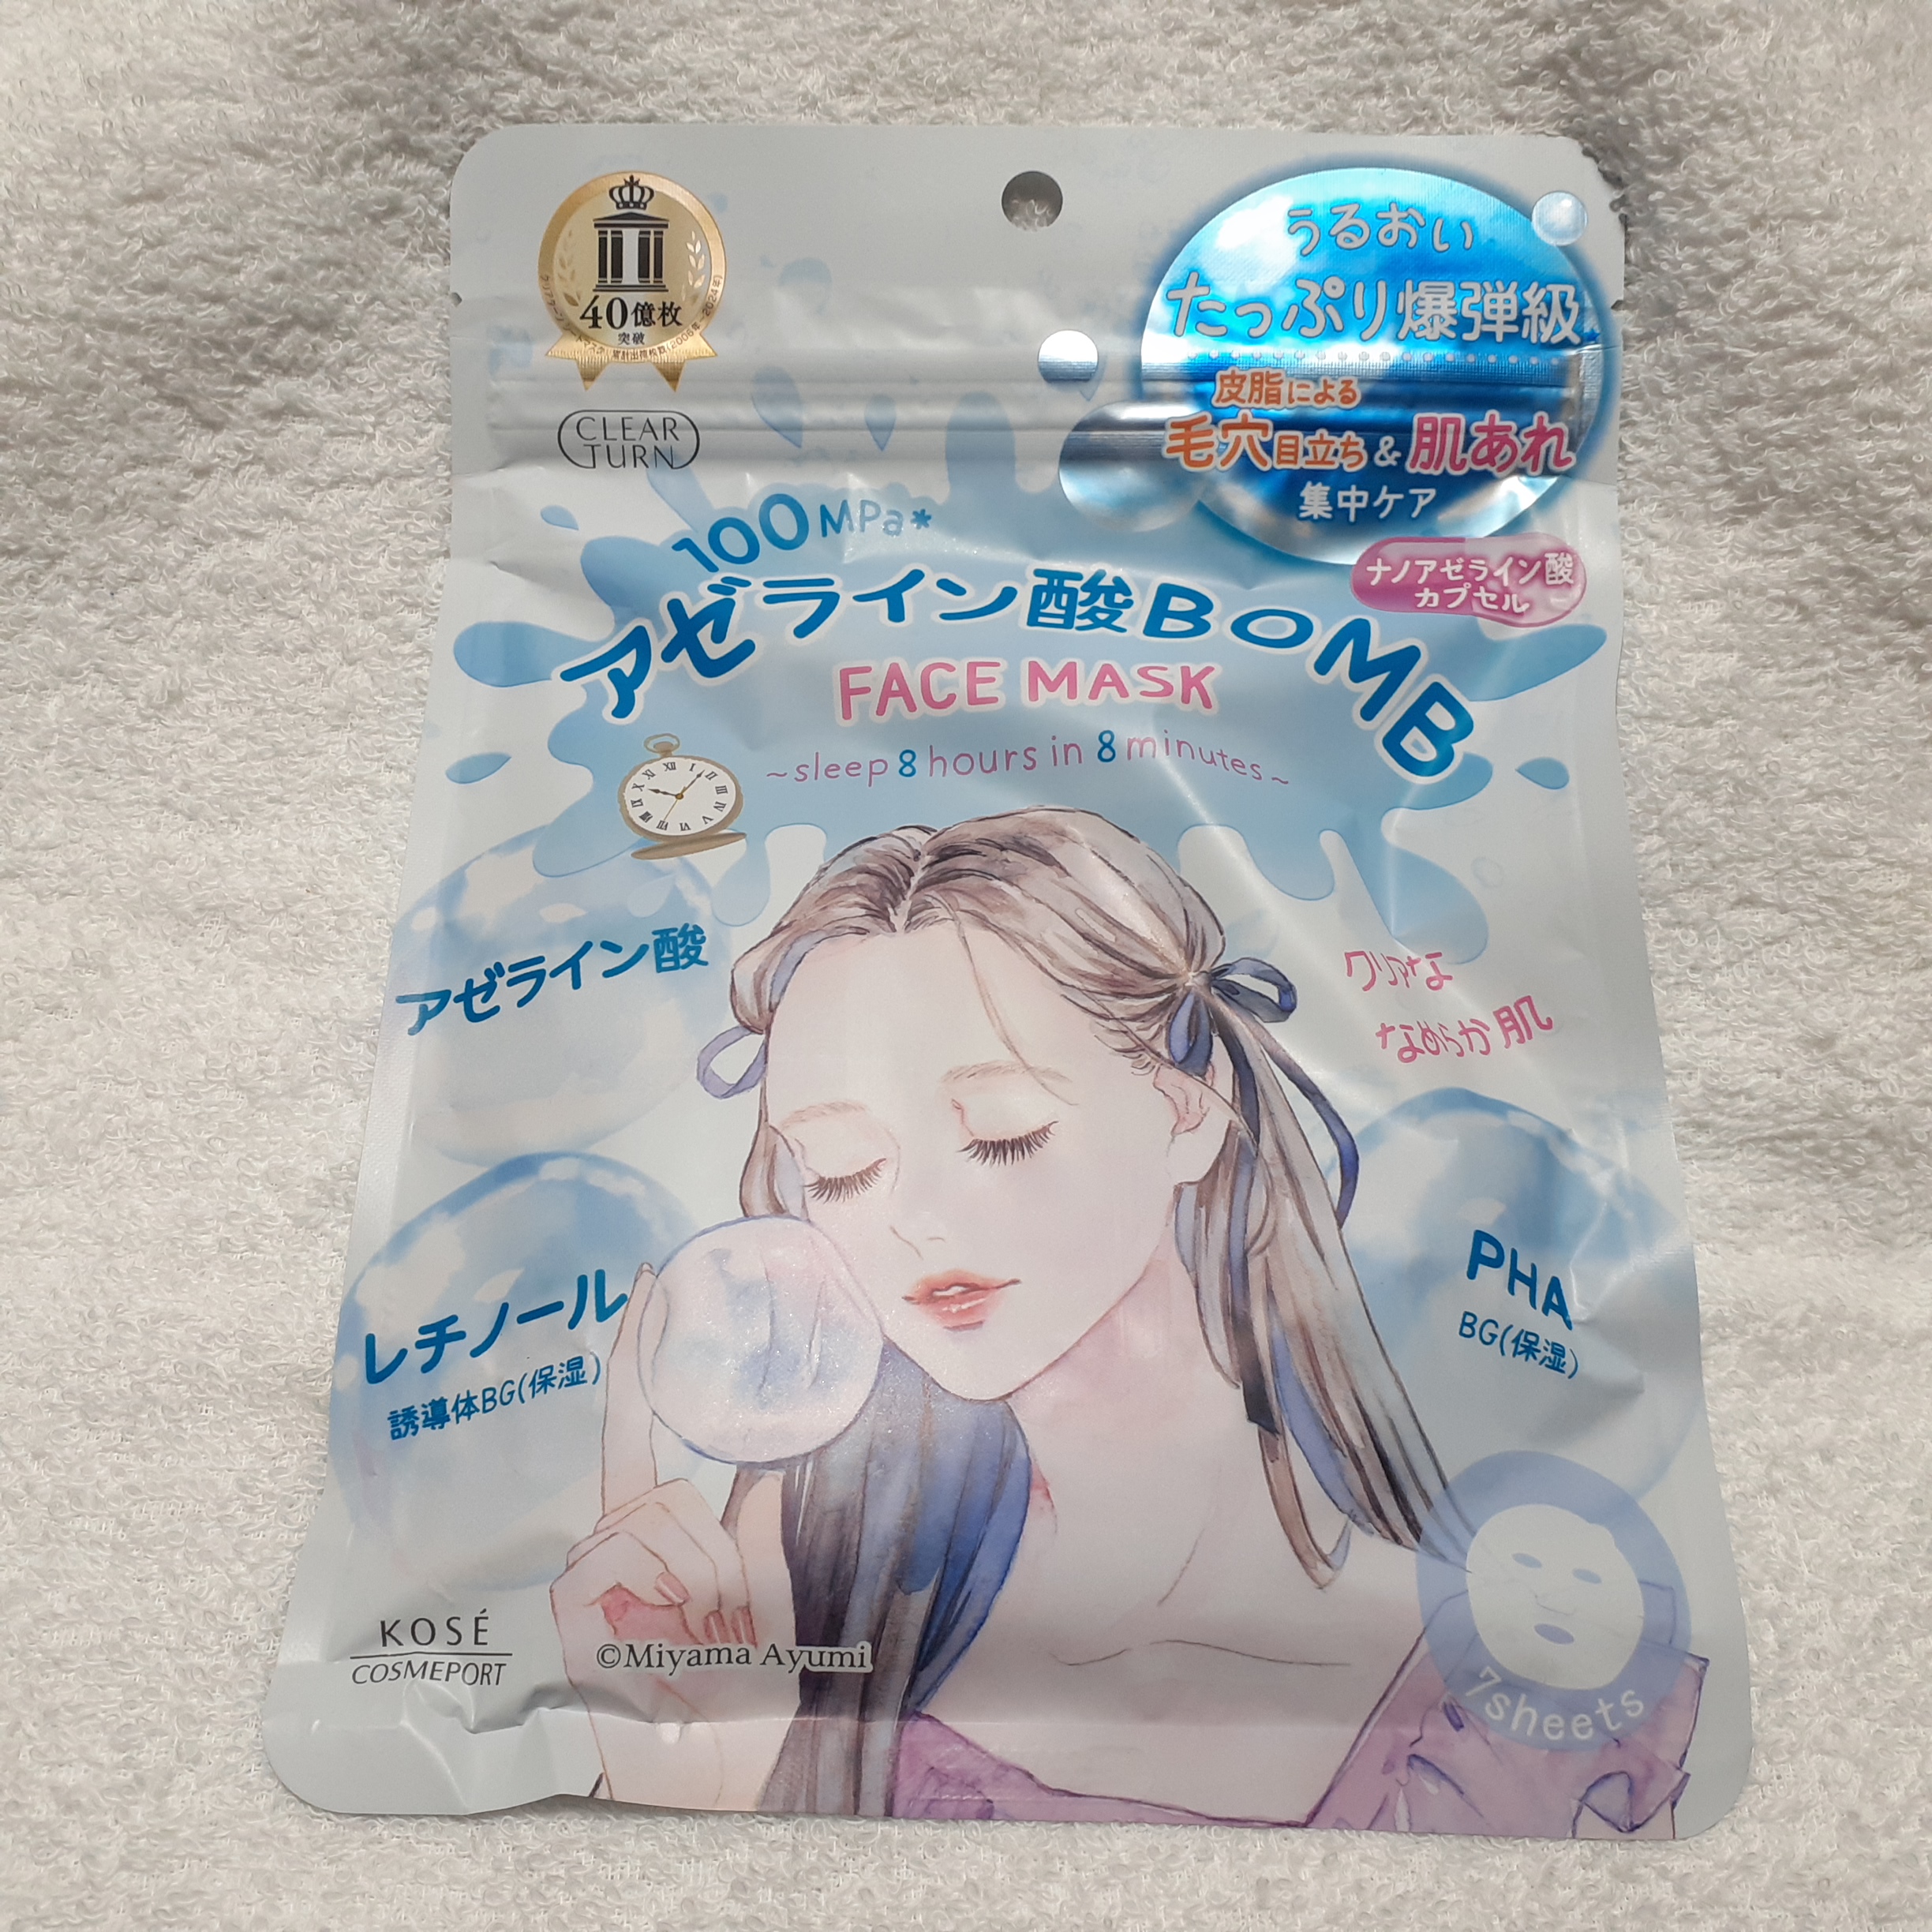 40億枚
突破
CLEAR
TURN
うるおい
たっぷり爆弾級
皮脂による
毛穴目立ち&肌あれ
集中ケア
ナノアゼライン酸
カプセル
100MPa*
アゼライン酸BOMB
FACE MASK
~sleep 8 hours in 8 minutes~
アゼライン酸
クリアな
なめらか肌
レチノール
誘導体BG(保湿)
PHA
BG(保湿)
KOSÉ
COSMEPORT
©Miyama Ayumi
7sheets